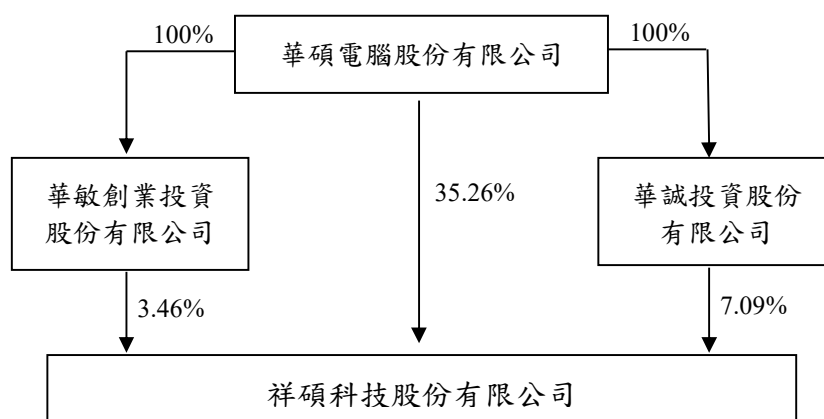 100%
華碩電腦股份有限公司
100%
華敏創業投資
股份有限公司
35.26%
華誠投資股份
有限公司
3.46%
7.09%
祥碩科技股份有限公司